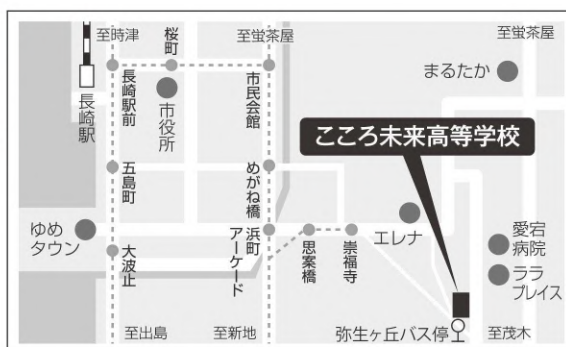 至時津
桜町
至蛍茶屋
至蛍茶屋
長崎駅
長崎駅前
市役所
市民会館
まるたか
こころ未来高等学校
五島町
めがね橋
ゆめ
タウン
大波止
浜町
アーケード
思案橋
崇福寺
エレナ
愛宕
病院
ララ
プレイス
至出島
至新地
弥生ヶ丘バス停
至茂木